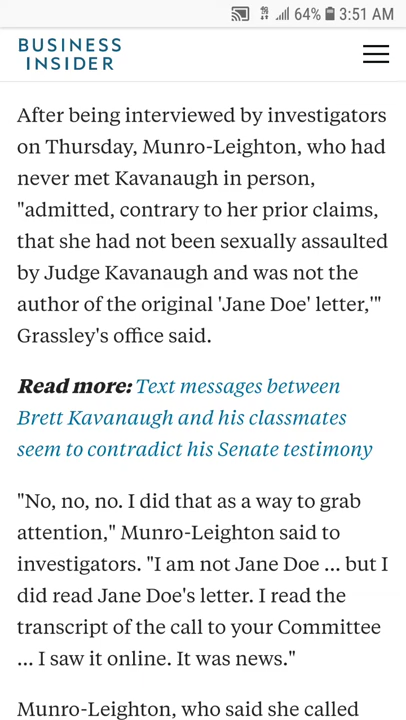 64% 3:51 AM
BUSINESS
INSIDER
After being interviewed by investigators
on Thursday, Munro-Leighton, who had
never met Kavanaugh in person,
"admitted, contrary to her prior claims,
that she had not been sexually assaulted
by Judge Kavanaugh and was not the
author of the original 'Jane Doe' letter,'"
Grassley's office said.
Read more: Text messages between
Brett Kavanaugh and his classmates
seem to contradict his Senate testimony
"No, no, no. I did that as a way to grab
attention," Munro-Leighton said to
investigators. "I am not Jane Doe ... but I
did read Jane Doe's letter. I read the
transcript of the call to your Committee
... I saw it online. It was news."
Munro-Leighton, who said she called